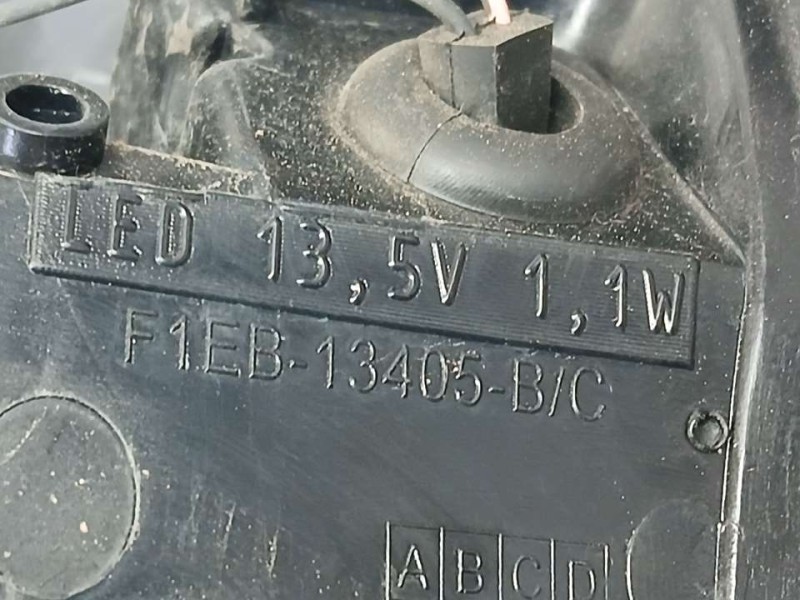 LED 13,5V 1,1W
F1EB-13405-B/C
A B C D